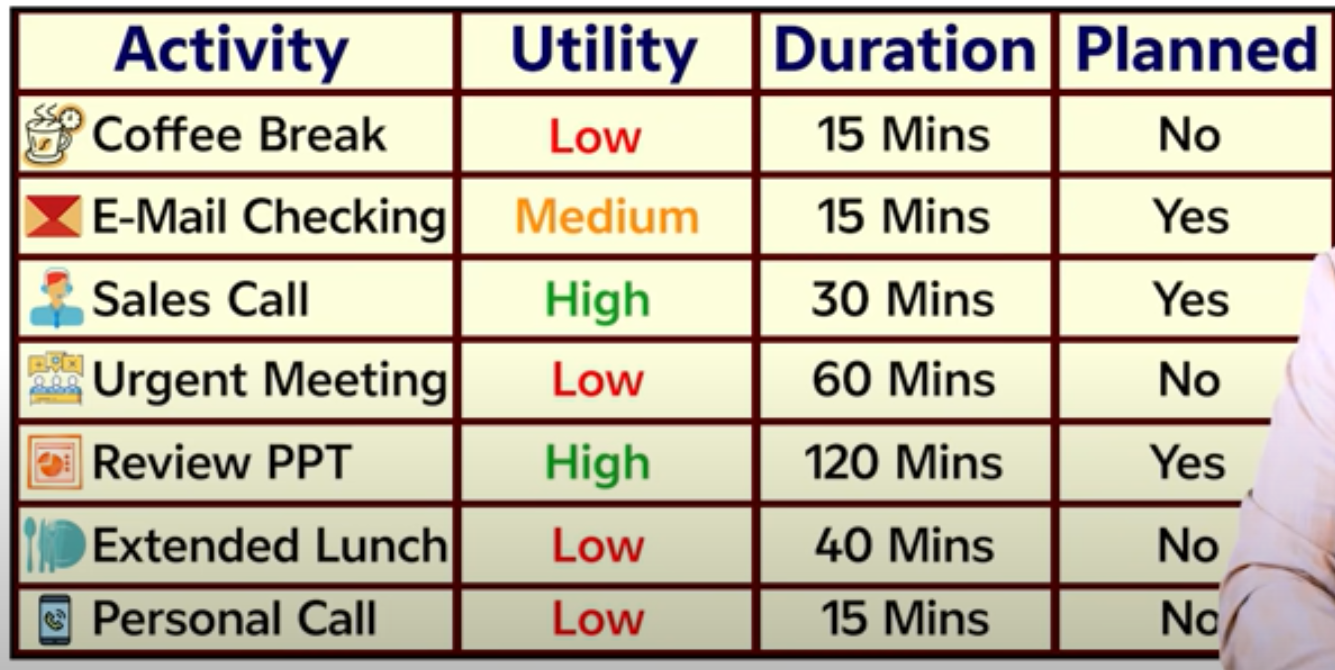 Activity Utility Duration Planned
Coffee Break Low 15 Mins No
E-Mail Checking Medium 15 Mins Yes
Sales Call High 30 Mins Yes
Urgent Meeting Low 60 Mins No
Review PPT High 120 Mins Yes
Extended Lunch Low 40 Mins No
Personal Call Low 15 Mins No